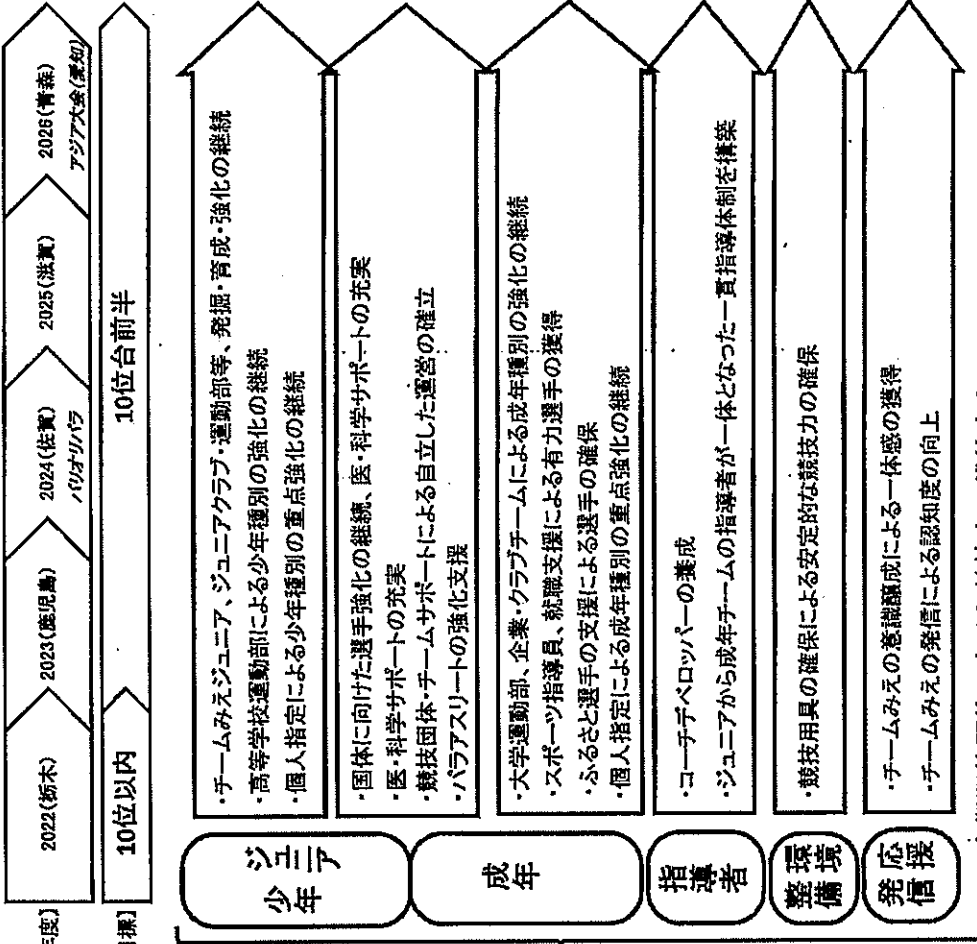 度】
2022(栃木)
2023(鹿児島)
2024(佐賀)
パリオリパラ
2025(滋賀)
2026(青森)
アジア大会(愛知)
標】
10位以内
10位台前半
ジュニア
少年
・チームみえジュニア、ジュニアクラブ・運動部等、発掘・育成・強化の継続
・高等学校運動部による少年種別の強化の継続
・個人指定による少年種別の重点強化の継続
・国体に向けた選手強化の継続、医・科学サポートの充実
・医・科学サポートの充実
・競技団体・チームサポートによる自立した運営の確立
・パラアスリートの強化支援
成年
・大学運動部、企業・クラブチームによる成年種別の強化の継続
・スポーツ指導員、就職支援による有力選手の獲得
・ふるさと選手の支援による選手の確保
・個人指定による成年種別の重点強化の継続
指導者
・コーチデベロッパーの養成
・ジュニアから成年チームの指導者が一体となった一貫指導体制を構築
環境
整備
・競技用具の確保による安定的な競技力の確保
応援
発信
・チームみえの意識醸成による一体感の獲得
・チームみえの発信による認知度の向上